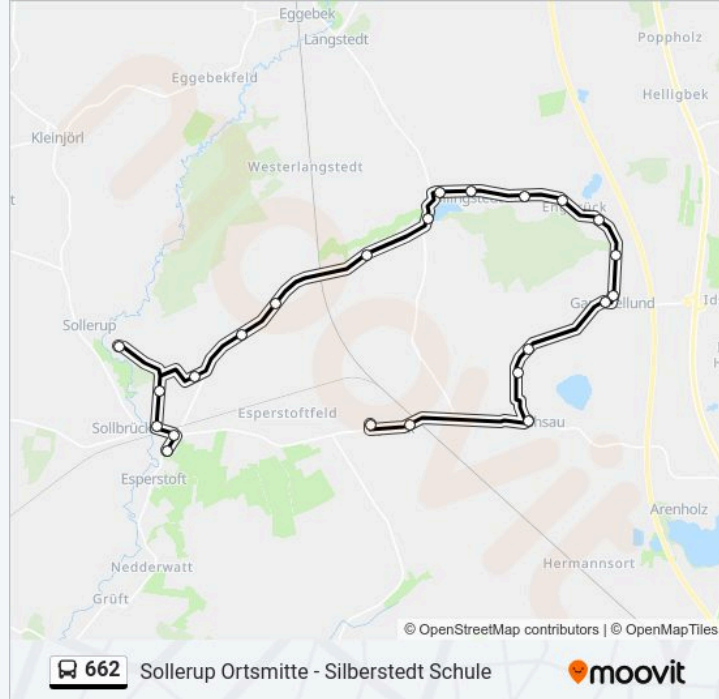 Eggebek
Langstedt
Poppholz
Eggebekfeld
Helligbek
Kleinjörl
Westerlangstedt
Sollerup
Esperstoftfeld
Sollbrück
Esperstoft
Arenholz
Nedderwatt
Hermannsort
Grüft
© OpenStreetMap contributors | © OpenMapTiles
662 Sollerup Ortsmitte - Silberstedt Schule
moovit